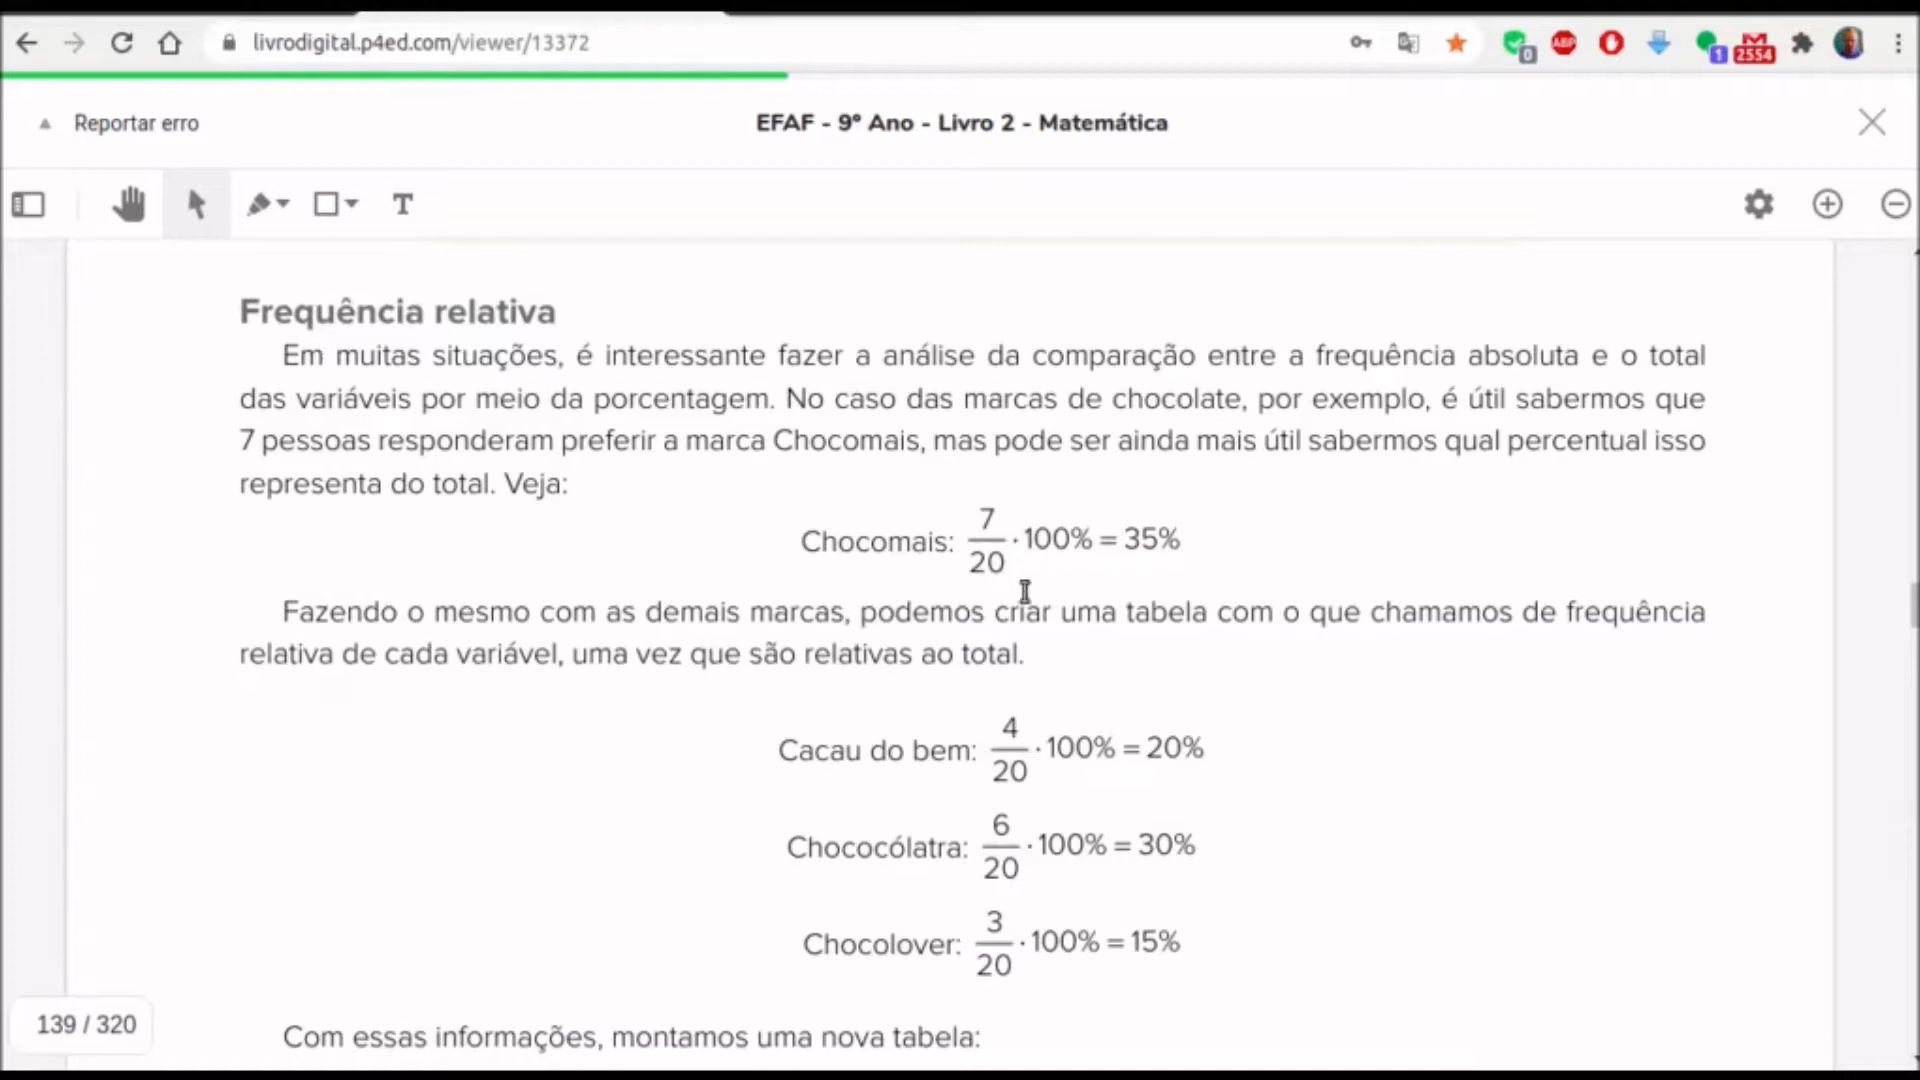 livrodigital.p4ed.com/viewer/13372
0
ABP
1
2554
Reportar erro
EFAF - 9º Ano - Livro 2 - Matemática
T
Frequência relativa
Em muitas situações, é interessante fazer a análise da comparação entre a frequência absoluta e o total
das variáveis por meio da porcentagem. No caso das marcas de chocolate, por exemplo, é útil sabermos que
7 pessoas responderam preferir a marca Chocomais, mas pode ser ainda mais útil sabermos qual percentual isso
representa do total. Veja:
Chocomais: 7/20 · 100% = 35%
Fazendo o mesmo com as demais marcas, podemos criar uma tabela com o que chamamos de frequência
relativa de cada variável, uma vez que são relativas ao total.
Cacau do bem: 4/20 · 100% = 20%
Chococólatra: 6/20 · 100% = 30%
Chocolover: 3/20 · 100% = 15%
139 / 320
Com essas informações, montamos uma nova tabela: